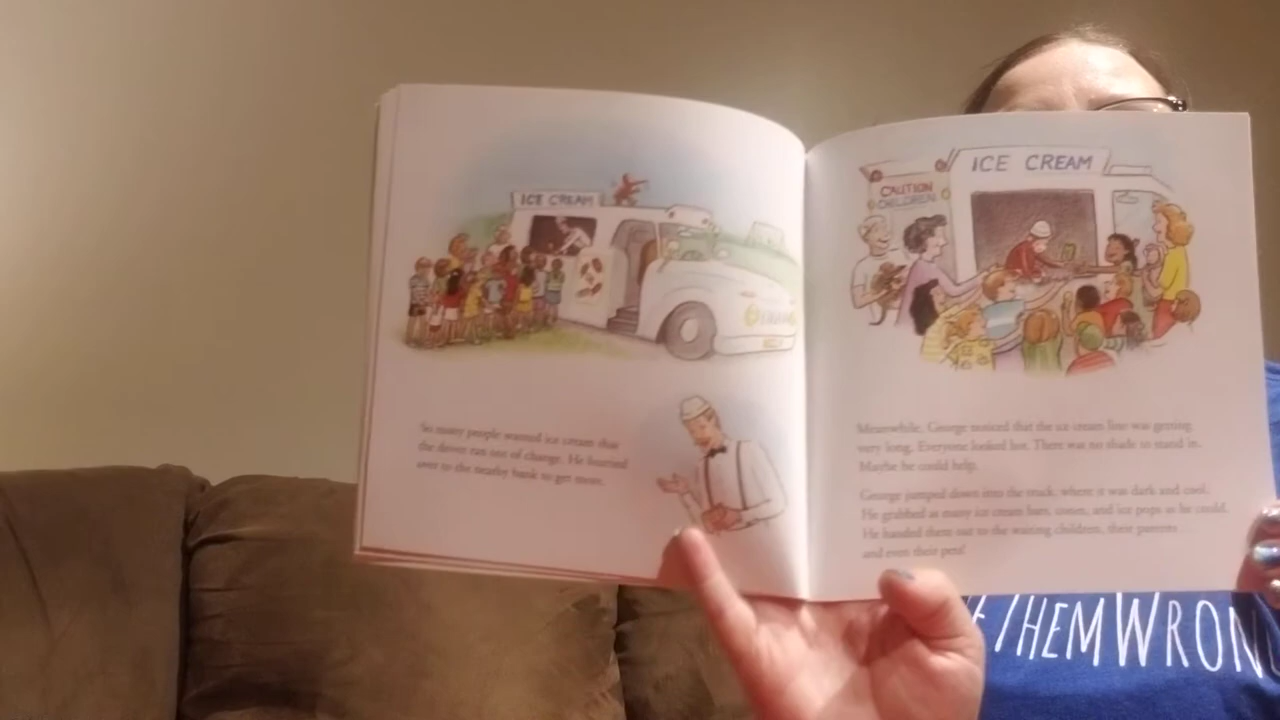 ICE CREAM
So many people wanted ice cream that
the driver ran out of change. He hurried
over to the nearby bank to get more.
ICE CREAM
CAUTION
CHILDREN
Meanwhile, George noticed that the ice cream line was getting
very long. Everyone looked hot. There was no shade to stand in.
Maybe he could help.
George jumped down into the truck, where it was dark and cool.
He grabbed as many ice cream bars, cones, and ice pops as he could.
He handed them out to the waiting children, their parents
and even their pets!
THEM WRON